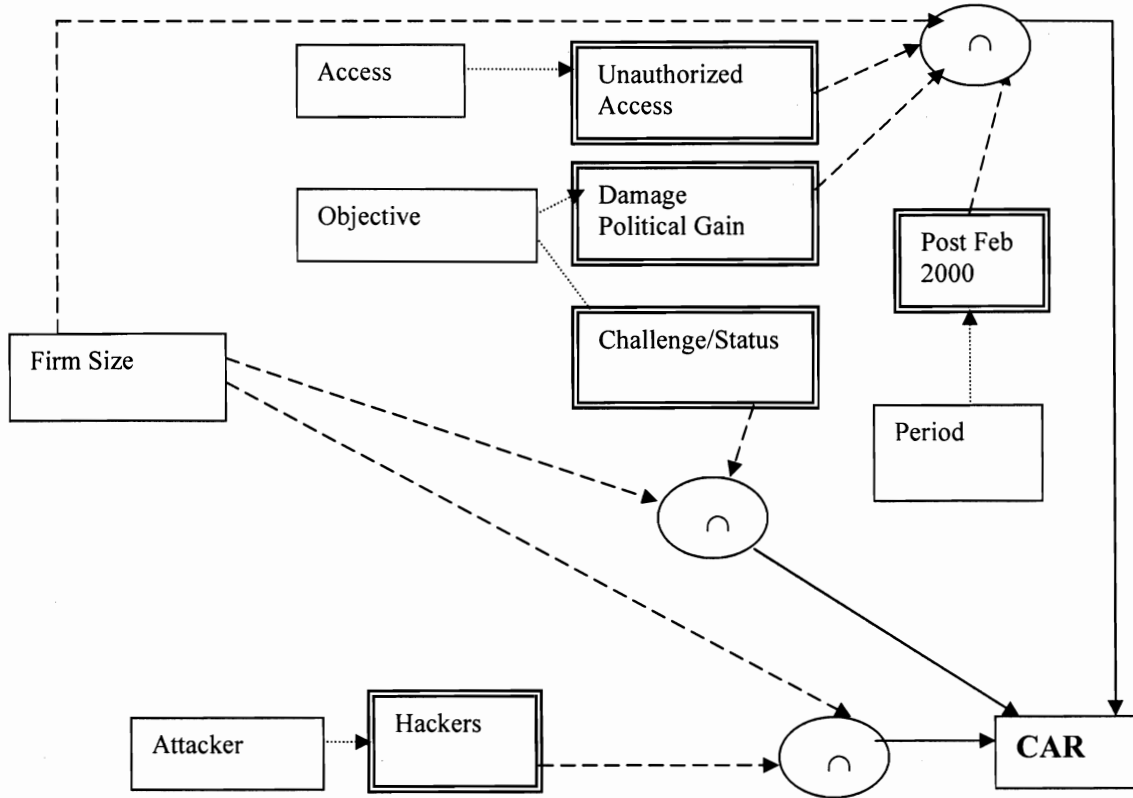 ∩
Access
Unauthorized
Access
Objective
Damage
Political Gain
Post Feb
2000
Firm Size
Challenge/Status
Period
∩
Attacker
Hackers
∩
CAR